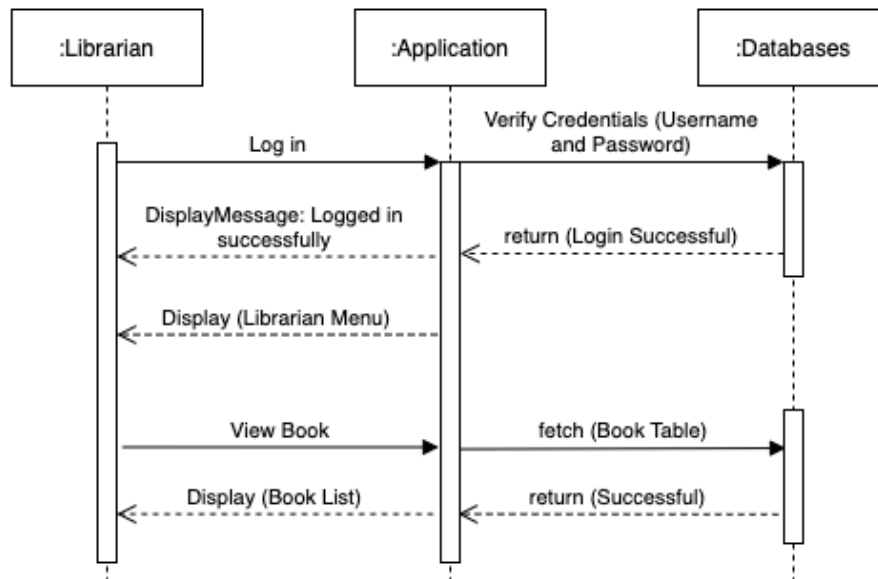 :Librarian
:Application
:Databases
Log in
Verify Credentials (Username
and Password)
DisplayMessage: Logged in
successfully
return (Login Successful)
Display (Librarian Menu)
View Book
fetch (Book Table)
Display (Book List)
return (Successful)